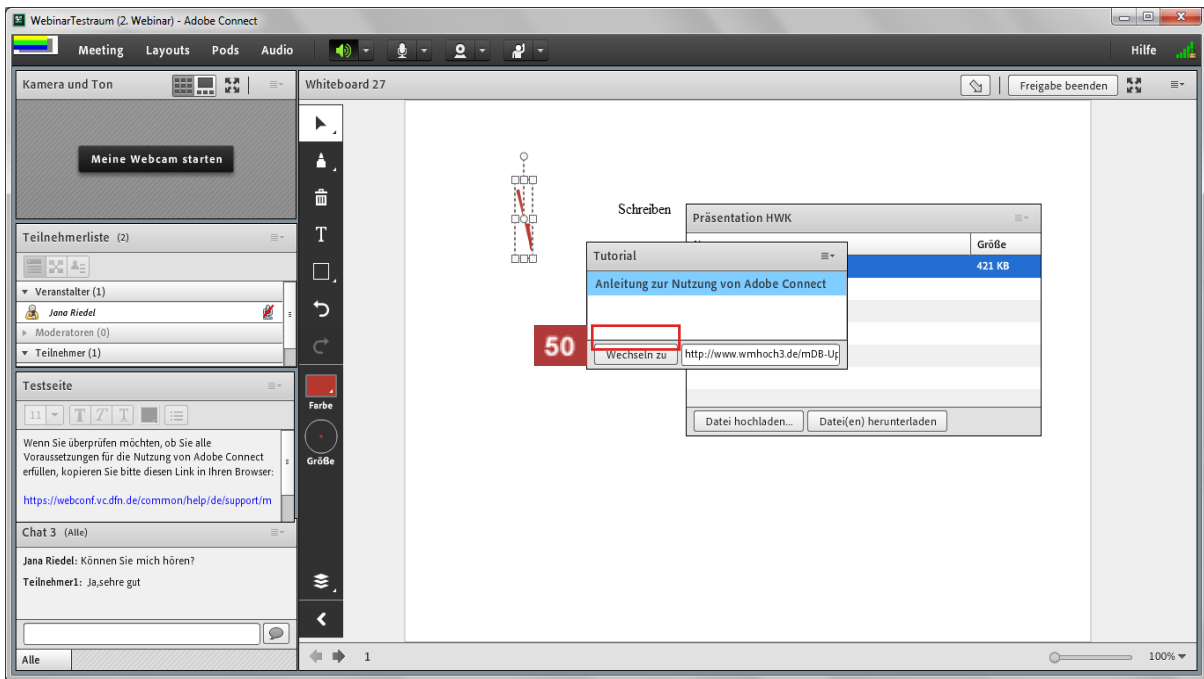 WebinarTestraum (2. Webinar) - Adobe Connect
Meeting Layouts Pods Audio Hilfe
Kamera und Ton
Meine Webcam starten
Teilnehmerliste (2)
Veranstalter (1)
Jana Riedel
Moderatoren (0)
Teilnehmer (1)
Testseite
11 T T T
Wenn Sie überprüfen möchten, ob Sie alle
Voraussetzungen für die Nutzung von Adobe Connect
erfüllen, kopieren Sie bitte diesen Link in Ihren Browser:
https://webconf.vc.dfn.de/common/help/de/support/m
Chat 3 (Alle)
Jana Riedel: Können Sie mich hören?
Teilnehmer1: Ja,sehre gut
Alle
Whiteboard 27
Freigabe beenden
T
Farbe
Größe
Schreiben
Präsentation HWK
Größe
421 KB
Tutorial
Anleitung zur Nutzung von Adobe Connect
50
Wechseln zu http://www.wmhoch3.de/mDB-Up
Datei hochladen... Datei(en) herunterladen
1
100%